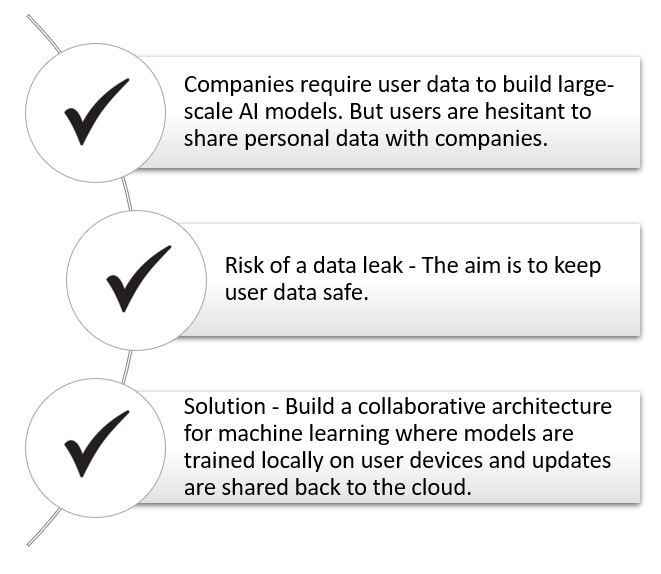 Companies require user data to build large-
scale AI models. But users are hesitant to
share personal data with companies.
Risk of a data leak - The aim is to keep
user data safe.
Solution - Build a collaborative architecture
for machine learning where models are
trained locally on user devices and updates
are shared back to the cloud.